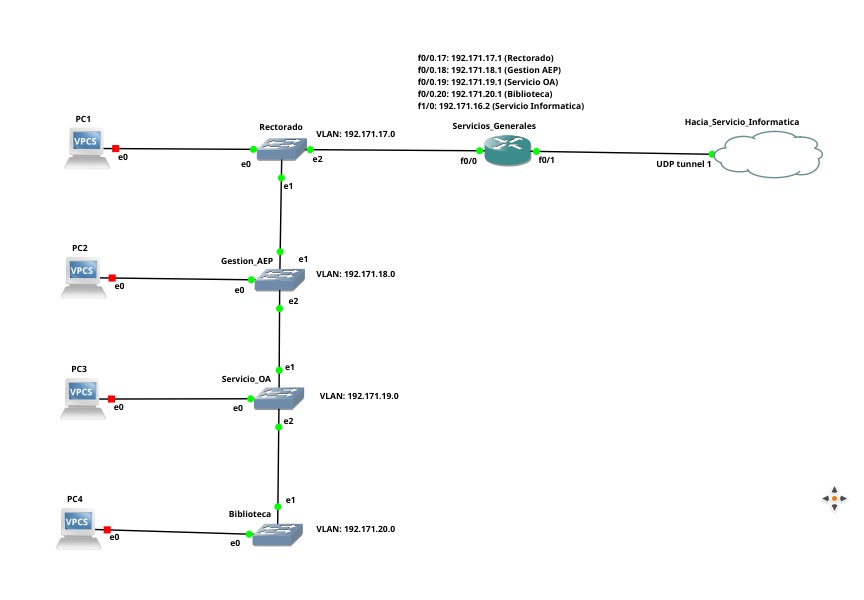 f0/0.17: 192.171.17.1 (Rectorado)
f0/0.18: 192.171.18.1 (Gestion AEP)
f0/0.19: 192.171.19.1 (Servicio OA)
f0/0.20: 192.171.20.1 (Biblioteca)
f1/0: 192.171.16.2 (Servicio Informatica)
PC1
VPCS
e0
Rectorado
VLAN: 192.171.17.0
e0
e2
e1
Servicios_Generales
f0/0
f0/1
Hacia_Servicio_Informatica
UDP tunnel 1
PC2
VPCS
e0
Gestion_AEP
e1
VLAN: 192.171.18.0
e0
e2
PC3
VPCS
e0
Servicio_OA
e1
VLAN: 192.171.19.0
e0
e2
PC4
VPCS
e0
Biblioteca
e1
VLAN: 192.171.20.0
e0